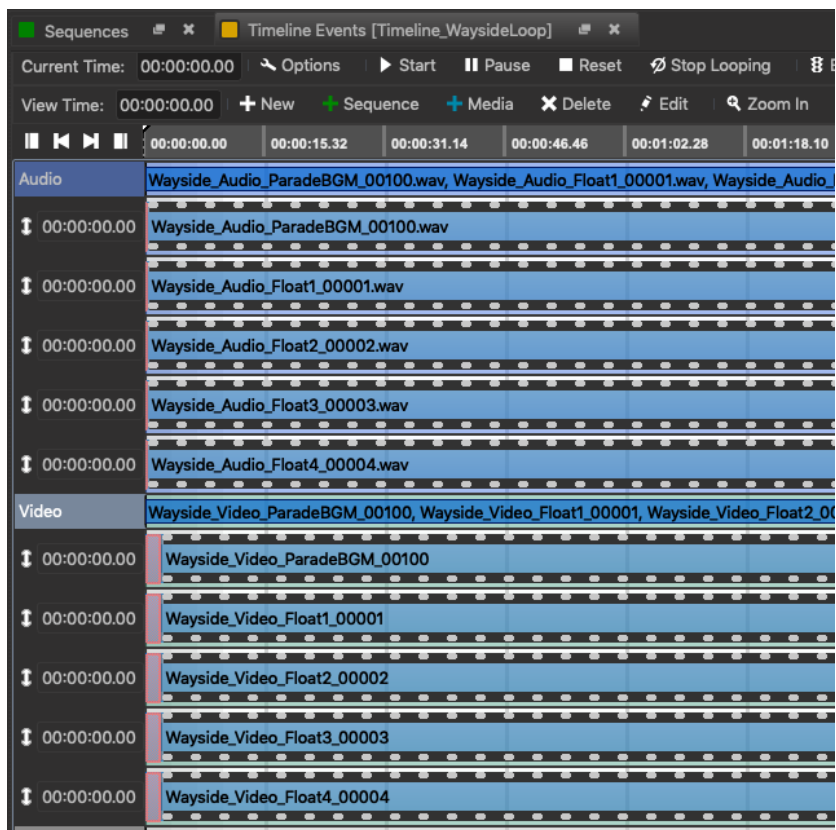 Sequences Timeline Events [Timeline_WaysideLoop]
Current Time: 00:00:00.00 Options Start Pause Reset Stop Looping
View Time: 00:00:00.00 New Sequence Media Delete Edit Zoom In
00:00:00.00 00:00:15.32 00:00:31.14 00:00:46.46 00:01:02.28 00:01:18.10
Audio Wayside_Audio_ParadeBGM_00100.wav, Wayside_Audio_Float1_00001.wav, Wayside_Audio_
00:00:00.00 Wayside_Audio_ParadeBGM_00100.wav
00:00:00.00 Wayside_Audio_Float1_00001.wav
00:00:00.00 Wayside_Audio_Float2_00002.wav
00:00:00.00 Wayside_Audio_Float3_00003.wav
00:00:00.00 Wayside_Audio_Float4_00004.wav
Video Wayside_Video_ParadeBGM_00100, Wayside_Video_Float1_00001, Wayside_Video_Float2_00
00:00:00.00 Wayside_Video_ParadeBGM_00100
00:00:00.00 Wayside_Video_Float1_00001
00:00:00.00 Wayside_Video_Float2_00002
00:00:00.00 Wayside_Video_Float3_00003
00:00:00.00 Wayside_Video_Float4_00004